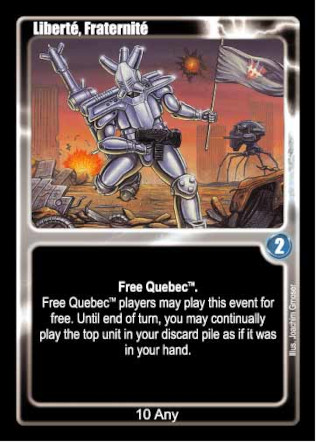 Liberté, Fraternité
2
Free Quebec™.
Free Quebec™ players may play this event for
free. Until end of turn, you may continually
play the top unit in your discard pile as if it was
in your hand.
Illus. Joachim Gmoser
10 Any